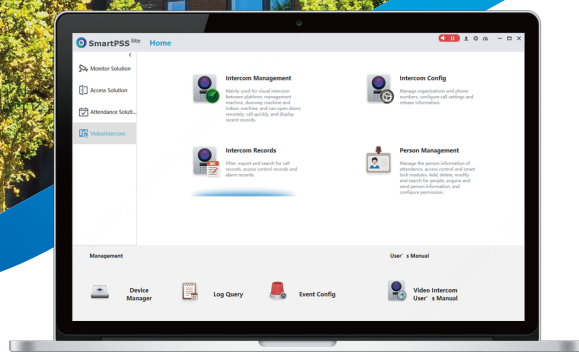 SmartPSS lite Home
Monitor Solution
Access Solution
Attendance Soluti...
VideoIntercom
Intercom Management
Mainly used for visual intercom
between platform, management
machine, doorway machine and
indoor machine, and can open doors
remotely, call quickly, and display
recent records.
Intercom Config
Manage organizations and phone
numbers, configure call settings and
release information.
Intercom Records
Filter, export and search for call
records, access control records and
alarm records.
Person Management
Manage the person information of
attendance, access control and smart
lock modules. Add, delete, modify
and search for people, acquire and
send person information, and
configure permission.
Management
User' s Manual
Device
Manager
Log Query
Event Config
Video Intercom
User' s Manual